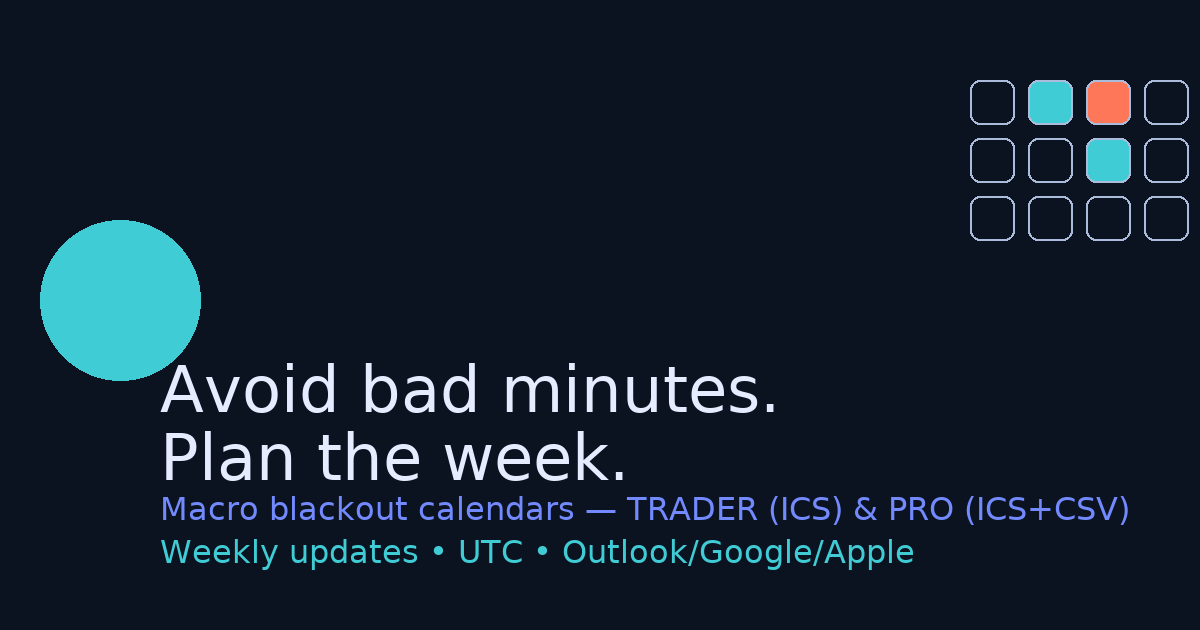 Avoid bad minutes.
Plan the week.
Macro blackout calendars — TRADER (ICS) & PRO (ICS+CSV)
Weekly updates • UTC • Outlook/Google/Apple